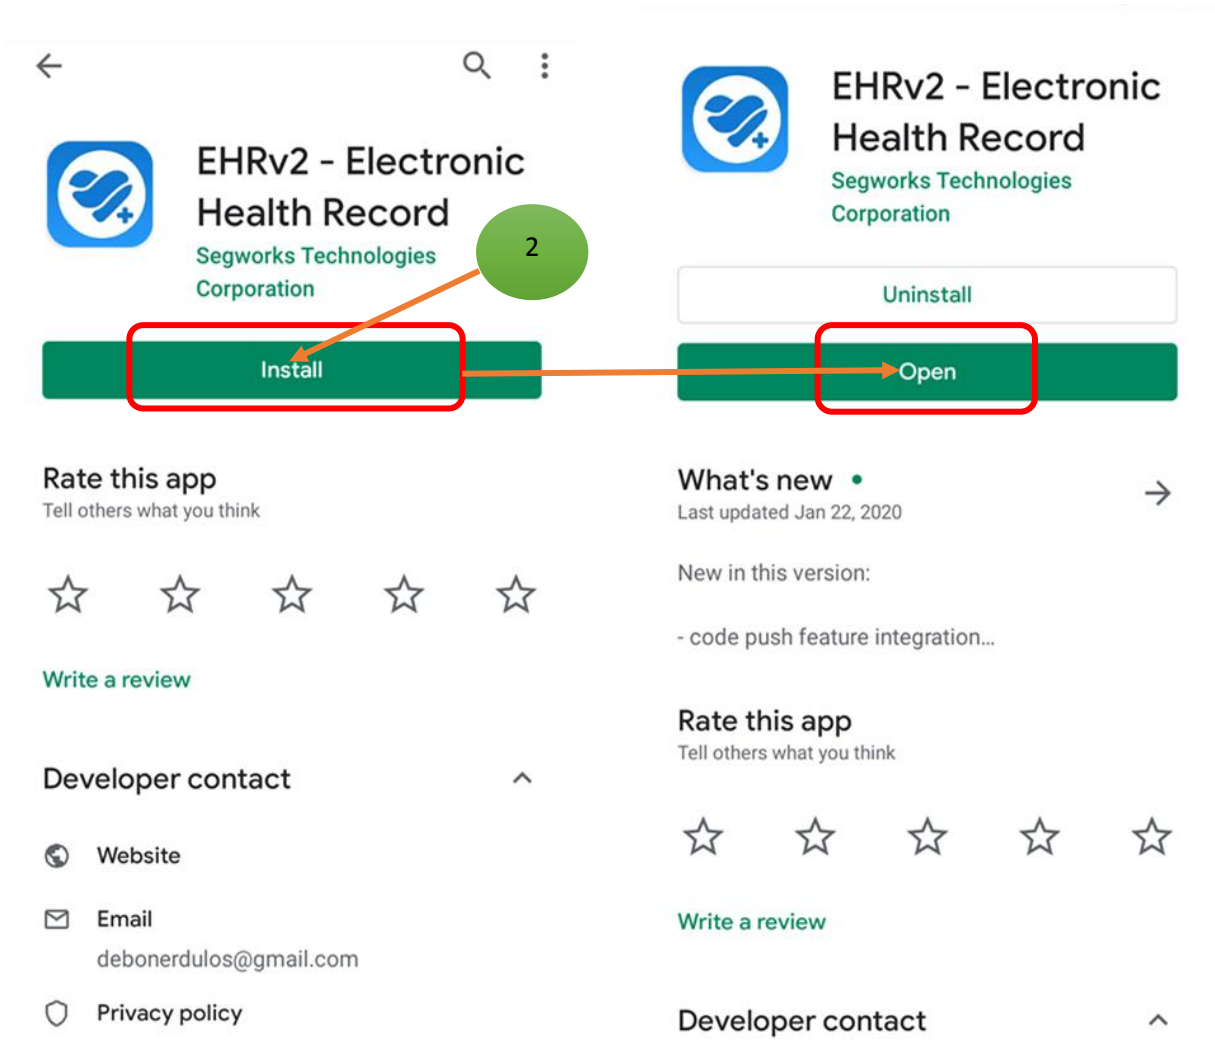 EHRv2 - Electronic
Health Record
Segworks Technologies
Corporation
2
Install
Rate this app
Tell others what you think
Write a review
Developer contact
Website
Email
debonerdulos@gmail.com
Privacy policy
EHRv2 - Electronic
Health Record
Segworks Technologies
Corporation
Uninstall
Open
What's new
Last updated Jan 22, 2020
New in this version:
- code push feature integration...
Rate this app
Tell others what you think
Write a review
Developer contact